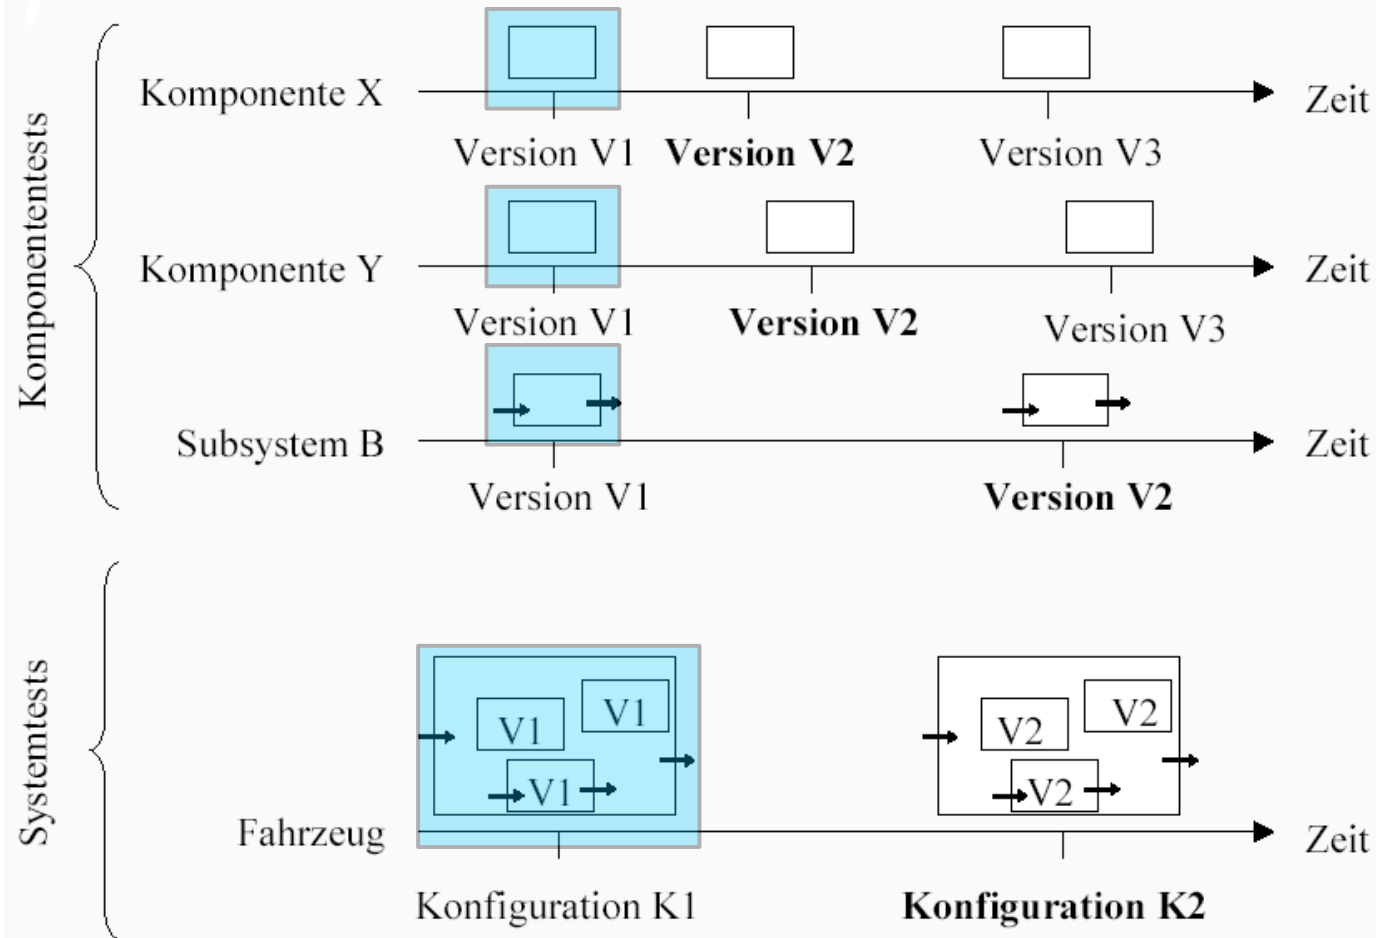 Komponententests
Komponente X
Zeit
Version V1
Version V2
Version V3
Komponente Y
Zeit
Version V1
Version V2
Version V3
Subsystem B
Zeit
Version V1
Version V2
Systemtests
V1
V1
V1
V2
V2
V2
Fahrzeug
Zeit
Konfiguration K1
Konfiguration K2